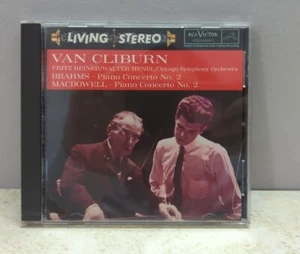 LIVING STEREO
RCA VICTOR
VAN CLIBURN
FRITZ REINER/WALTER HENDL/Chicago Symphony Orchestra
BRAHMS - Piano Concerto No. 2
MACDOWELL - Piano Concerto No. 2